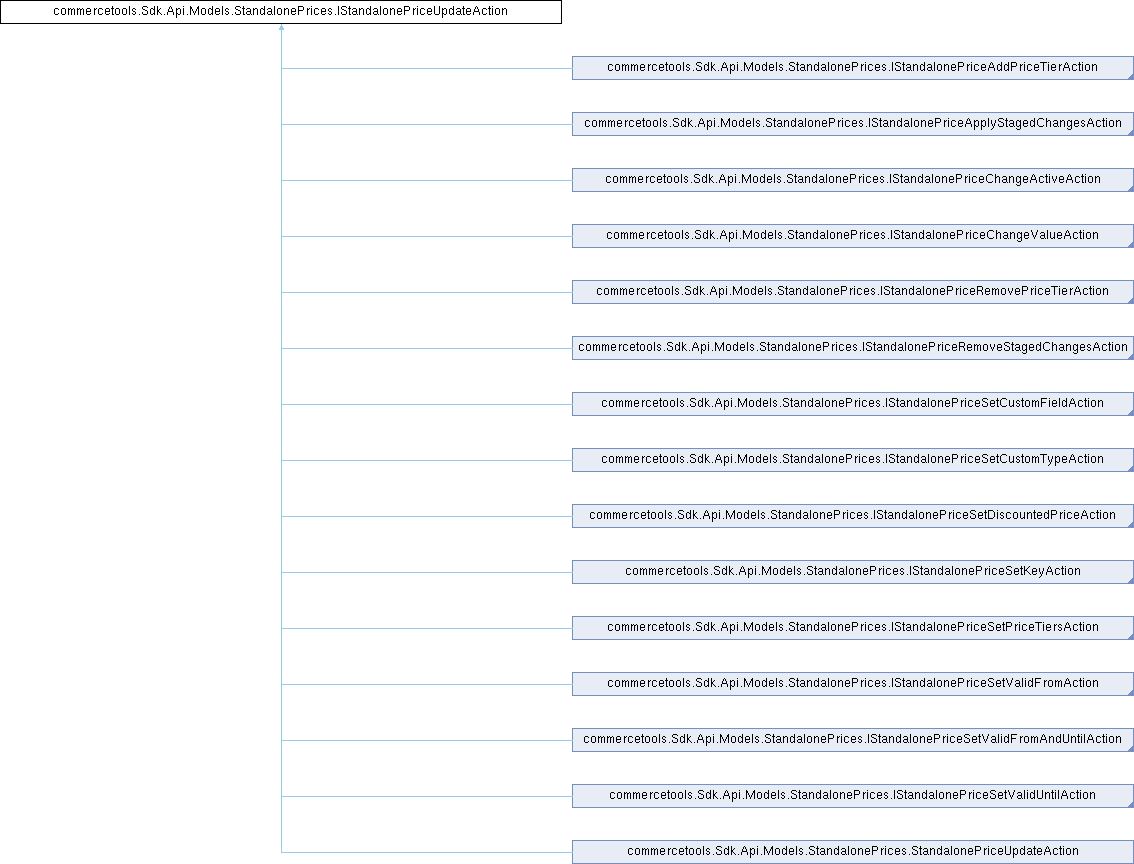 commercetools.Sdk.Api.Models.StandalonePrices.IStandalonePriceUpdateAction
commercetools.Sdk.Api.Models.StandalonePrices.IStandalonePriceAddPriceTierAction
commercetools.Sdk.Api.Models.StandalonePrices.IStandalonePriceApplyStagedChangesAction
commercetools.Sdk.Api.Models.StandalonePrices.IStandalonePriceChangeActiveAction
commercetools.Sdk.Api.Models.StandalonePrices.IStandalonePriceChangeValueAction
commercetools.Sdk.Api.Models.StandalonePrices.IStandalonePriceRemovePriceTierAction
commercetools.Sdk.Api.Models.StandalonePrices.IStandalonePriceRemoveStagedChangesAction
commercetools.Sdk.Api.Models.StandalonePrices.IStandalonePriceSetCustomFieldAction
commercetools.Sdk.Api.Models.StandalonePrices.IStandalonePriceSetCustomTypeAction
commercetools.Sdk.Api.Models.StandalonePrices.IStandalonePriceSetDiscountedPriceAction
commercetools.Sdk.Api.Models.StandalonePrices.IStandalonePriceSetKeyAction
commercetools.Sdk.Api.Models.StandalonePrices.IStandalonePriceSetPriceTiersAction
commercetools.Sdk.Api.Models.StandalonePrices.IStandalonePriceSetValidFromAction
commercetools.Sdk.Api.Models.StandalonePrices.IStandalonePriceSetValidFromAndUntilAction
commercetools.Sdk.Api.Models.StandalonePrices.IStandalonePriceSetValidUntilAction
commercetools.Sdk.Api.Models.StandalonePrices.StandalonePriceUpdateAction